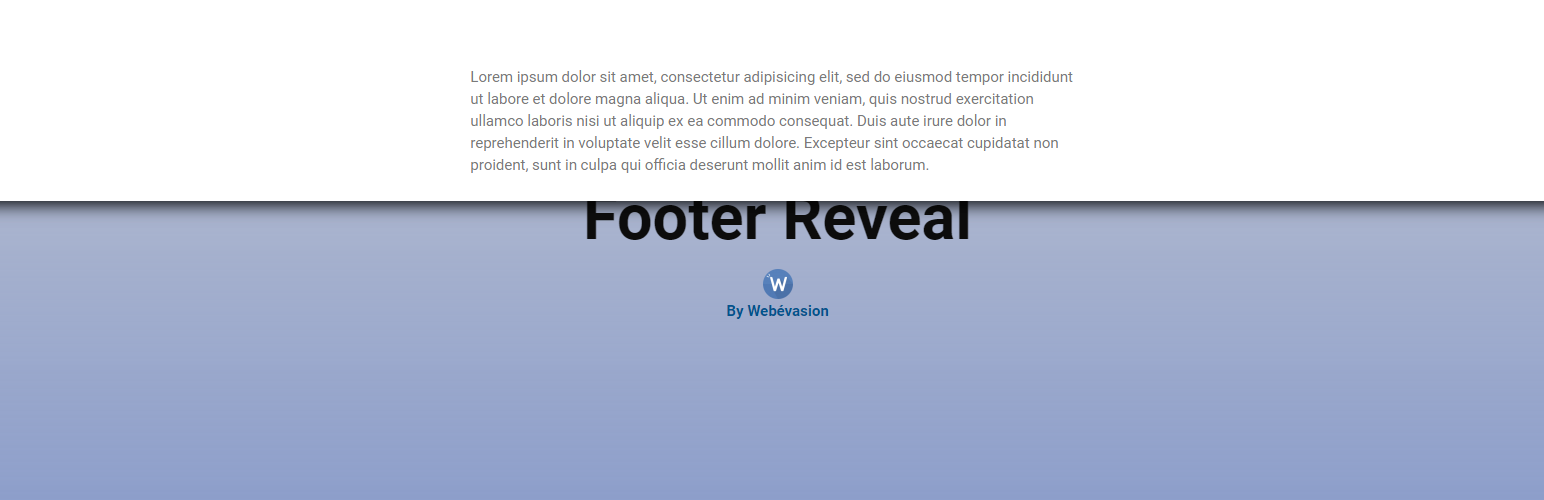 Lorem ipsum dolor sit amet, consectetur adipisicing elit, sed do eiusmod tempor incididunt
ut labore et dolore magna aliqua. Ut enim ad minim veniam, quis nostrud exercitation
ullamco laboris nisi ut aliquip ex ea commodo consequat. Duis aute irure dolor in
reprehenderit in voluptate velit esse cillum dolore. Excepteur sint occaecat cupidatat non
proident, sunt in culpa qui officia deserunt mollit anim id est laborum.
Footer Reveal
W
By Webévasion